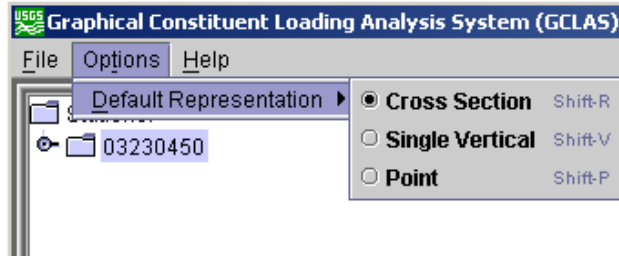 USGS Graphical Constituent Loading Analysis System (GCLAS)
File Options Help
Default Representation Cross Section Shift-R
Single Vertical Shift-V
03230450
Point Shift-P